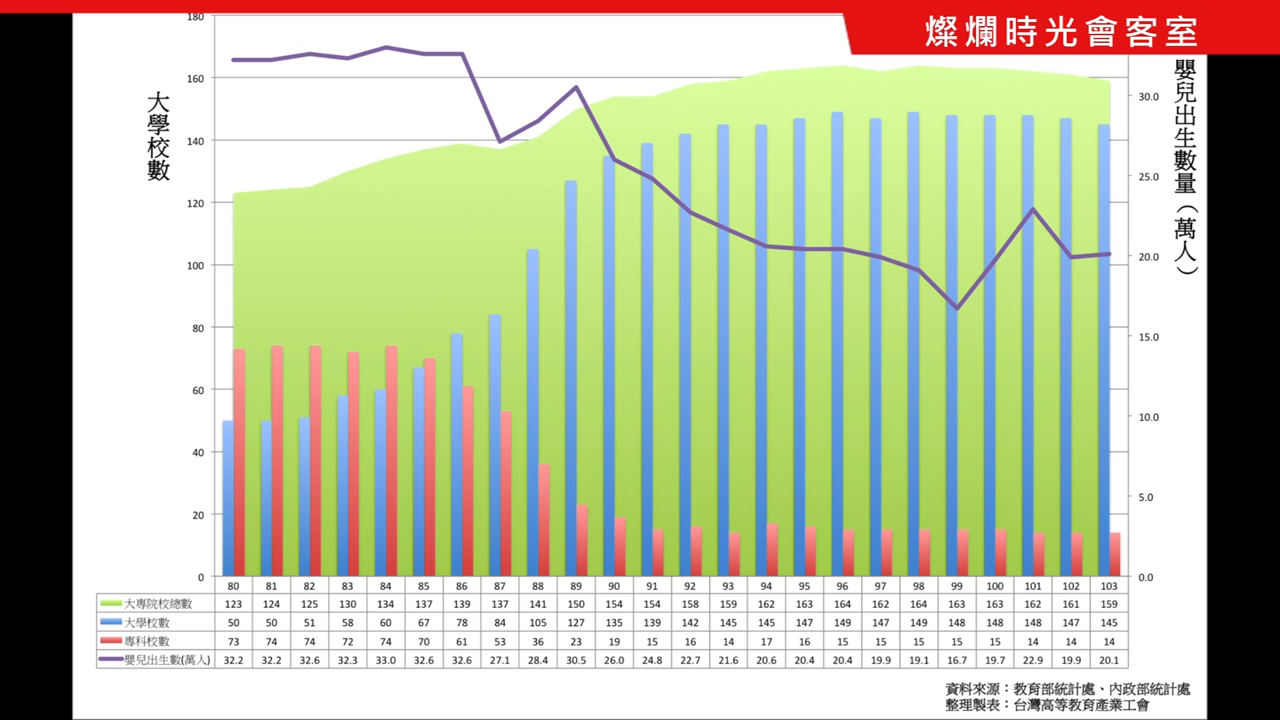 燦爛時光會客室
大學校數
嬰兒出生數量（萬人）
180
160
140
120
100
80
60
40
20
0
30.0
25.0
20.0
15.0
10.0
5.0
0.0
80 81 82 83 84 85 86 87 88 89 90 91 92 93 94 95 96 97 98 99 100 101 102 103
大專院校總數 123 124 125 130 134 137 139 137 141 150 154 154 158 159 162 163 164 162 164 163 163 162 161 159
大學校數 50 50 51 58 60 67 78 84 105 127 135 139 142 145 145 147 149 147 149 148 148 148 147 145
專科校數 73 74 74 72 74 70 61 53 36 23 19 15 16 14 17 16 15 15 15 15 15 14 14 14
嬰兒出生數(萬人) 32.2 32.2 32.6 32.3 33.0 32.6 32.6 27.1 28.4 30.5 26.0 24.8 22.7 21.6 20.6 20.4 20.4 19.9 19.1 16.7 19.7 22.9 19.9 20.1
資料來源：教育部統計處、內政部統計處
整理製表：台灣高等教育產業工會